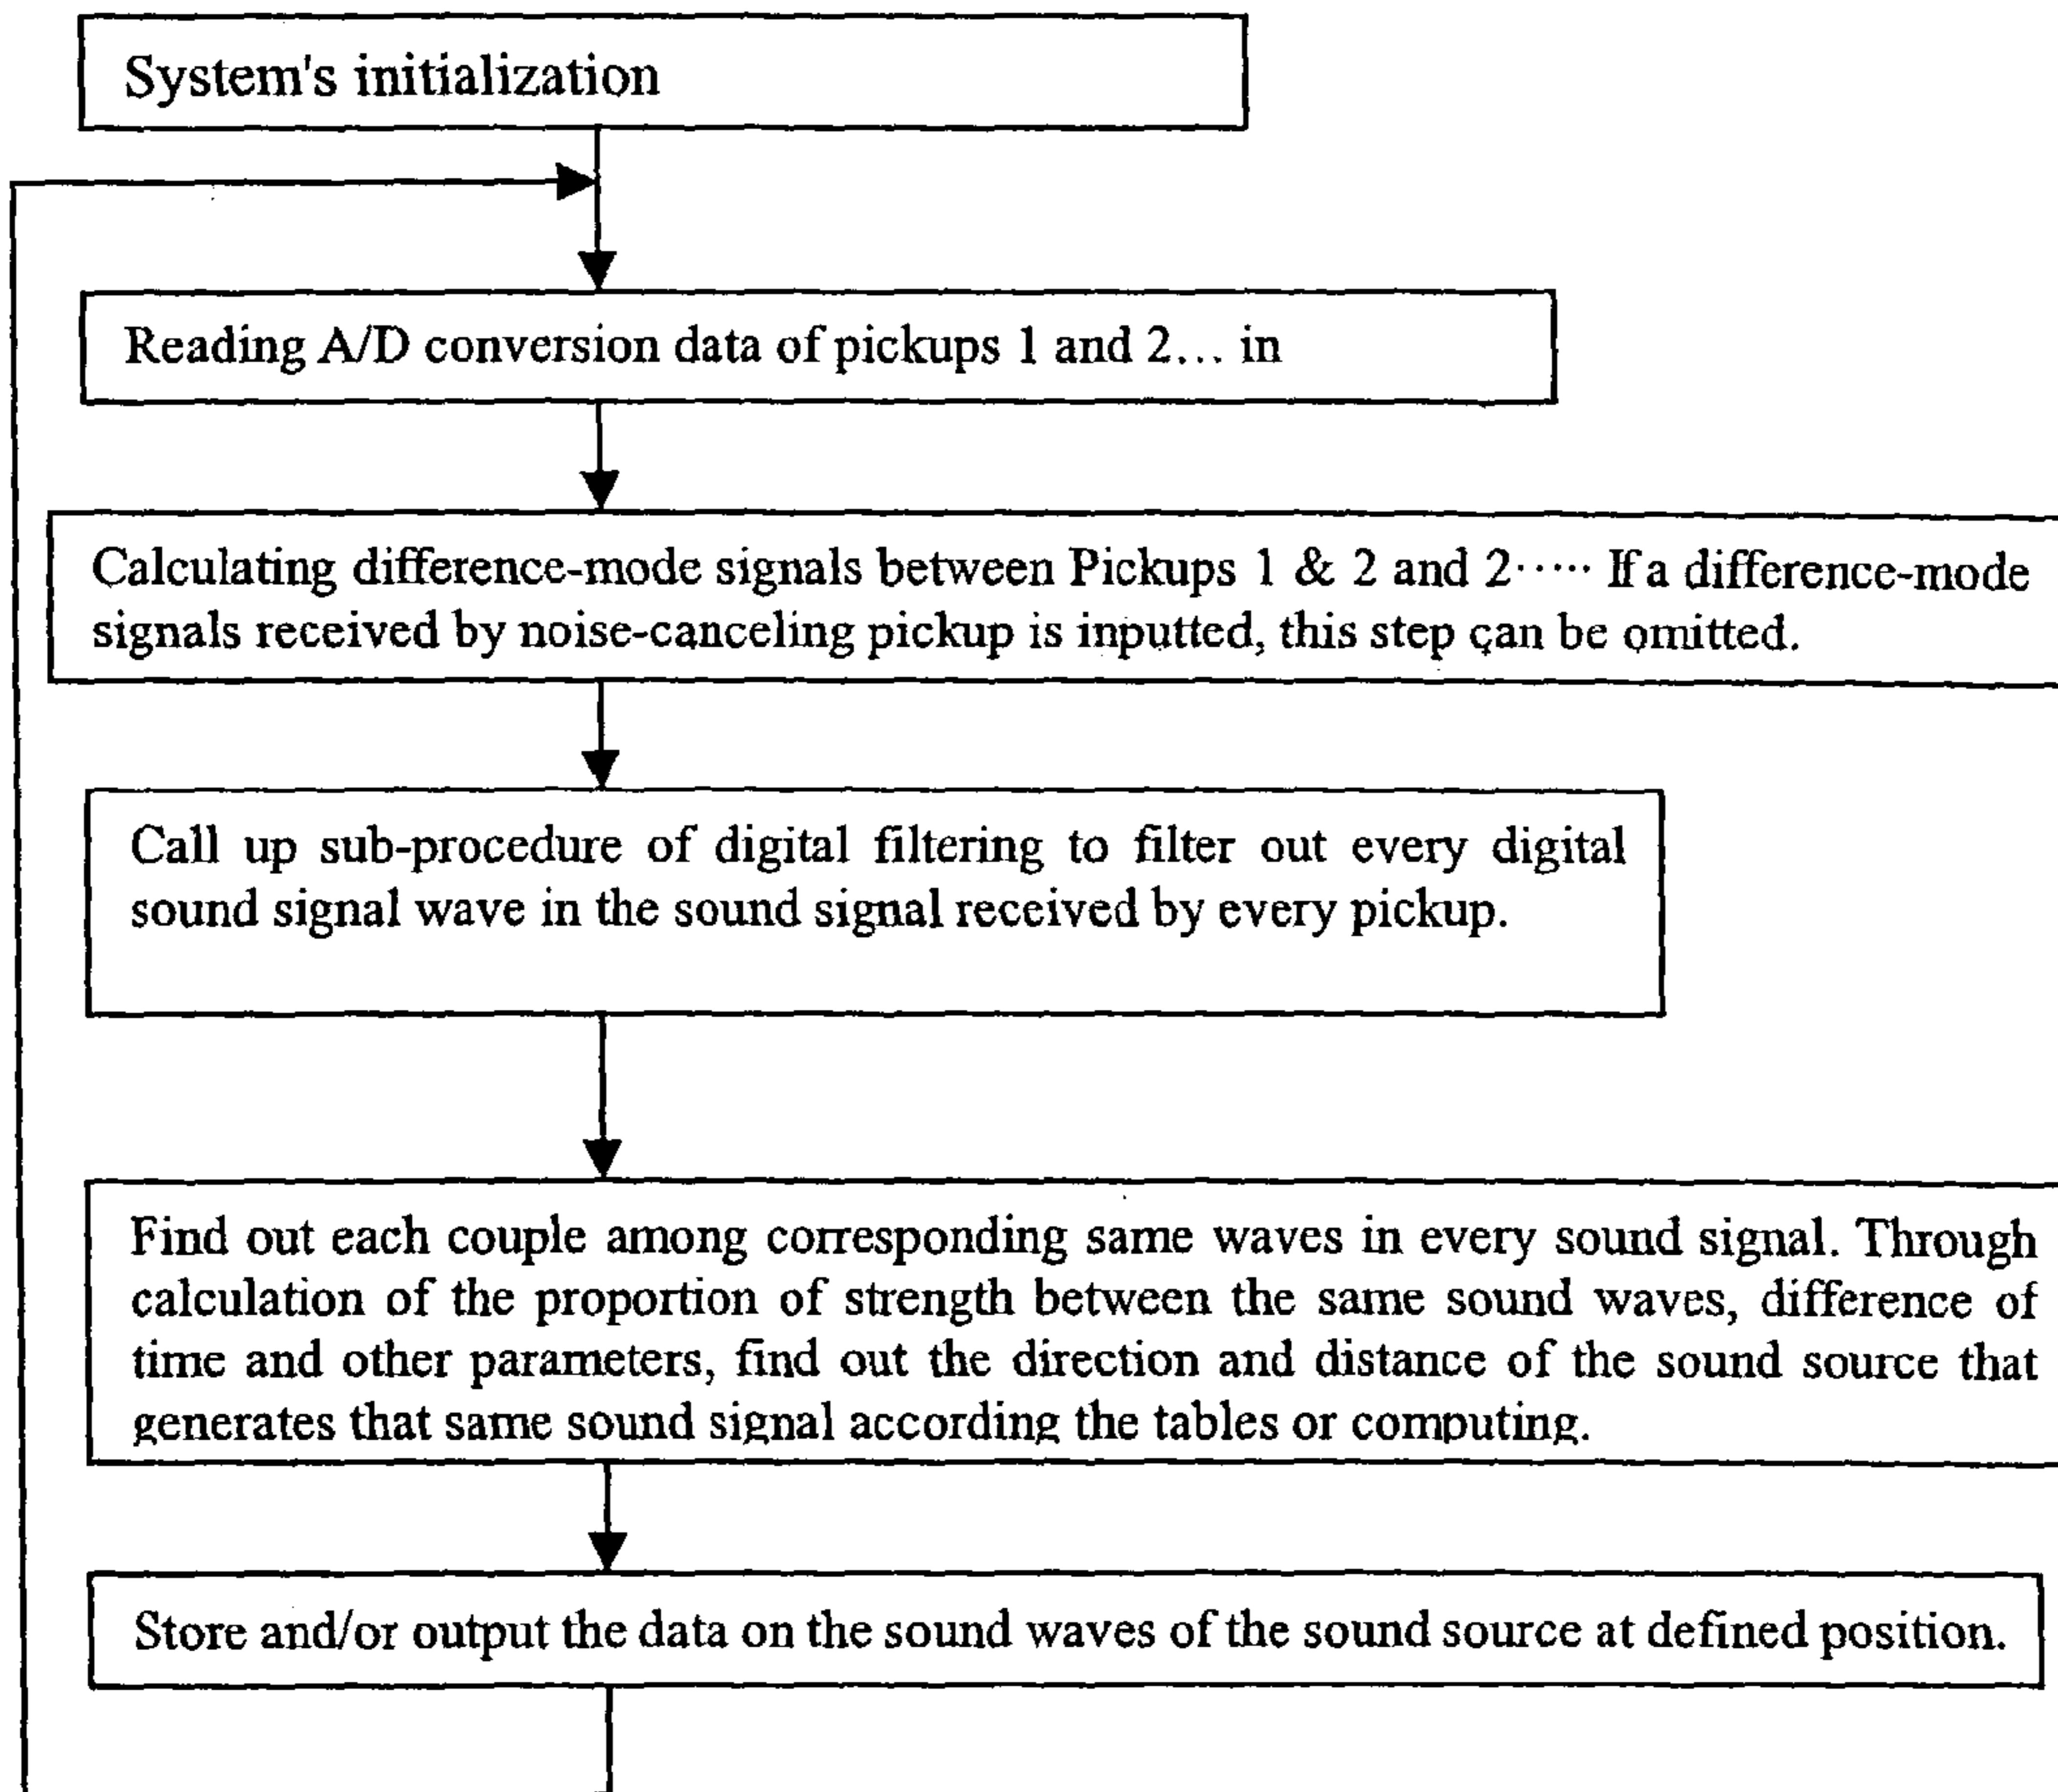 System's initialization
Reading A/D conversion data of pickups 1 and 2... in
Calculating difference-mode signals between Pickups 1 & 2 and 2····· If a difference-mode
signals received by noise-canceling pickup is inputted, this step can be omitted.
Call up sub-procedure of digital filtering to filter out every digital
sound signal wave in the sound signal received by every pickup.
Find out each couple among corresponding same waves in every sound signal. Through
calculation of the proportion of strength between the same sound waves, difference of
time and other parameters, find out the direction and distance of the sound source that
generates that same sound signal according the tables or computing.
Store and/or output the data on the sound waves of the sound source at defined position.